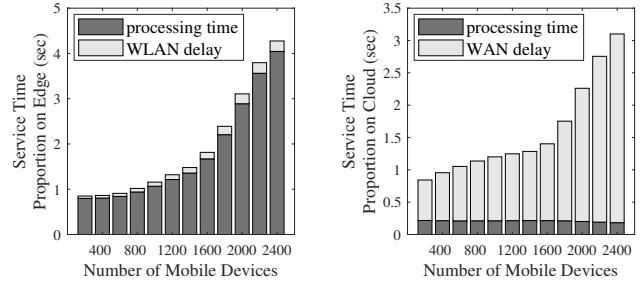 processing time
WLAN delay
5
4
3
2
1
0
400 800 1200 1600 2000 2400
Number of Mobile Devices
Service Time
Proportion on Edge (sec)
processing time
WAN delay
3.5
3
2.5
2
1.5
1
0.5
0
400 800 1200 1600 2000 2400
Number of Mobile Devices
Service Time
Proportion on Cloud (sec)